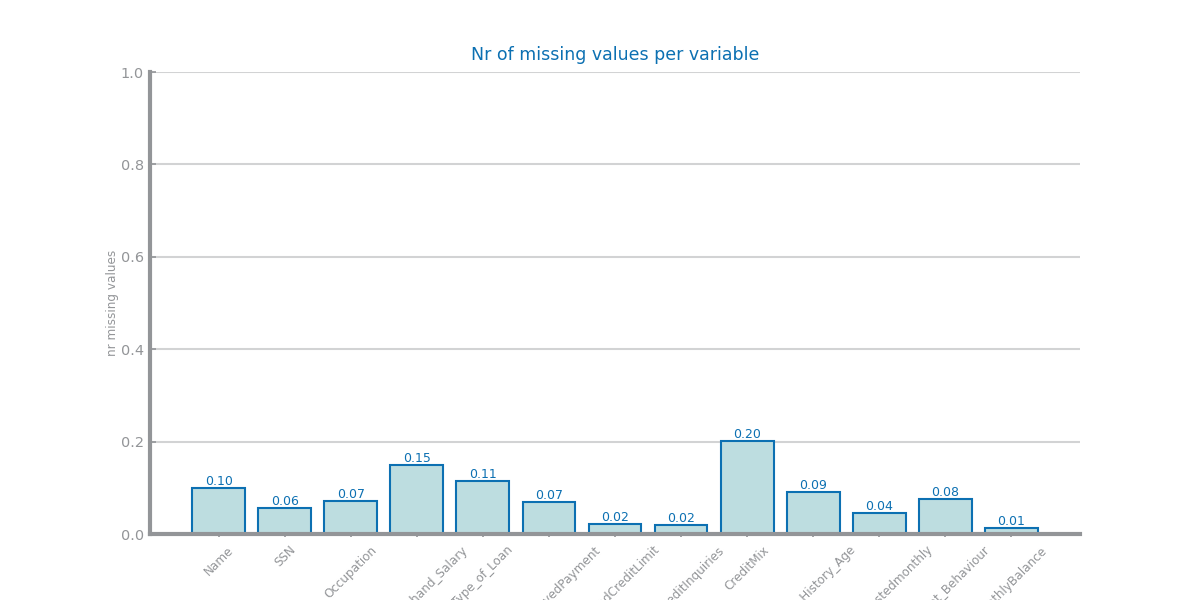 Nr of missing values per variable
1.0
0.8
0.6
0.4
0.2
0.0
nr missing values
0.10
0.06
0.07
0.15
0.11
0.07
0.02
0.02
0.20
0.09
0.04
0.08
0.01
Name
SSN
Occupation
hand_Salary
Type_of_Loan
yedPayment
dCreditLimit
editInquiries
CreditMix
History_Age
stedmonthly
t_Behaviour
nthlyBalance